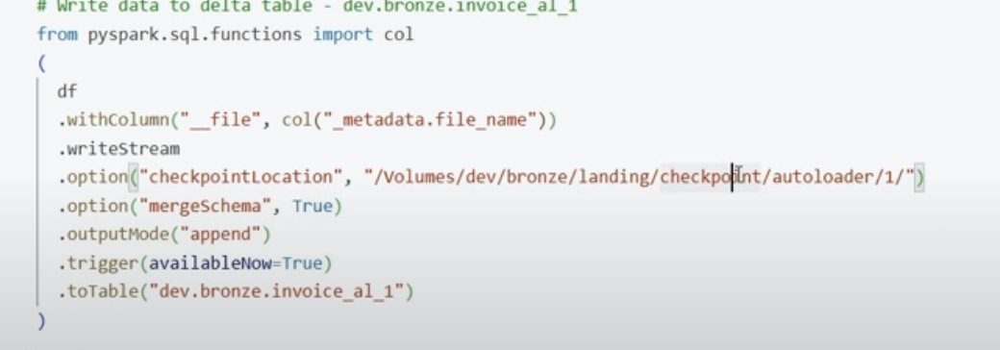 # Write data to delta table - dev.bronze.invoice_al_1
from pyspark.sql.functions import col
(
df
.withColumn("__file", col("_metadata.file_name"))
.writeStream
.option("checkpointLocation", "/Volumes/dev/bronze/landing/checkpoint/autoloader/1/")
.option("mergeSchema", True)
.outputMode("append")
.trigger(availableNow=True)
.toTable("dev.bronze.invoice_al_1")
)